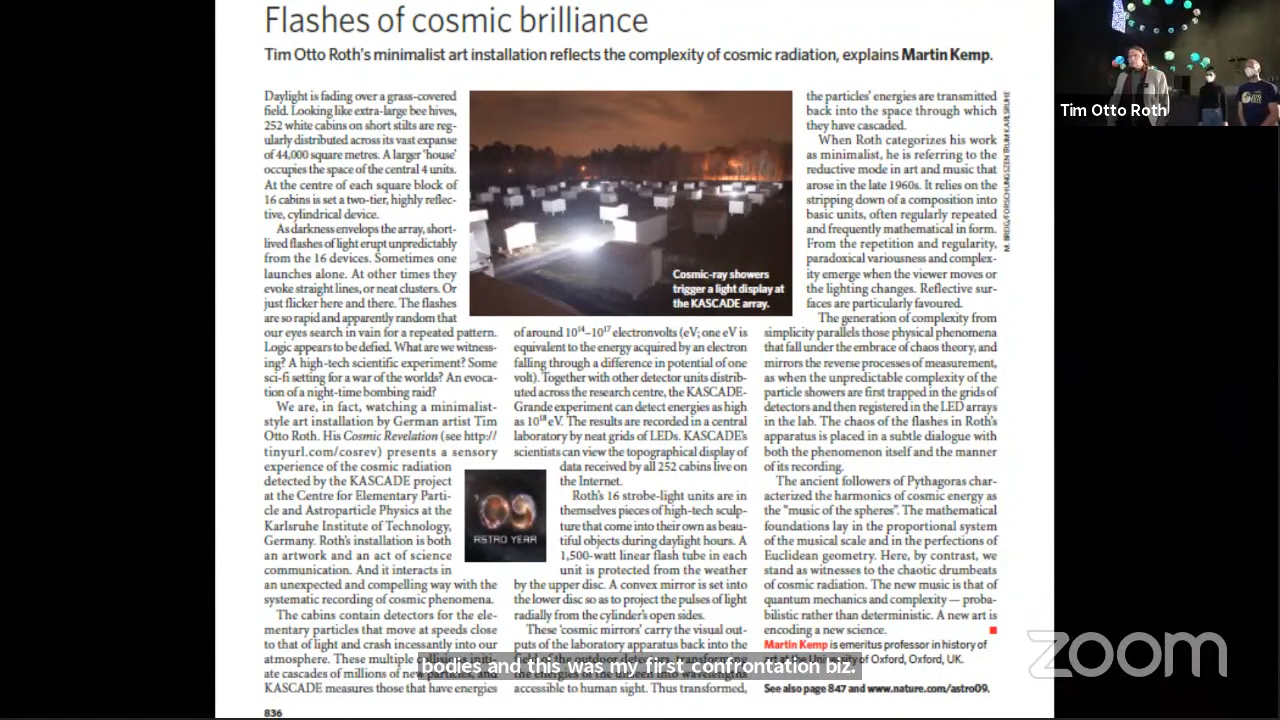 Flashes of cosmic brilliance
Tim Otto Roth's minimalist art installation reflects the complexity of cosmic radiation, explains Martin Kemp.
Daylight is fading over a grass-covered
field. Looking like extra-large bee hives,
252 white cabins on short stilts are reg-
ularly distributed across its vast expanse
of 44,000 square metres. A larger 'house'
occupies the space of the central 4 units.
At the centre of each square block of
16 cabins is set a two-tier, highly reflec-
tive, cylindrical device.
As darkness envelops the array, short-
lived flashes of light erupt unpredictably
from the 16 devices. Sometimes one
launches alone. At other times they
evoke straight lines, or neat clusters. Or
just flicker here and there. The flashes
are so rapid and apparently random that
our eyes search in vain for a repeated pattern.
Logic appears to be defied. What are we witness-
ing? A high-tech scientific experiment? Some
sci-fi setting for a war of the worlds? An evoca-
tion of a night-time bombing raid?
We are, in fact, watching a minimalist-
style art installation by German artist Tim
Otto Roth. His Cosmic Revelation (see http://
tinyurl.com/cosrev) presents a sensory
experience of the cosmic radiation
detected by the KASCADE project
at the Centre for Elementary Parti-
cle and Astroparticle Physics at the
Karlsruhe Institute of Technology,
Germany. Roth's installation is both
an artwork and an act of science
communication. And it interacts in
an unexpected and compelling way with the
systematic recording of cosmic phenomena.
The cabins contain detectors for the ele-
mentary particles that move at speeds close
to that of light and crash incessantly into our
atmosphere. These multiple collisions initi-
ate cascades of millions of new particles, and
KASCADE measures those that have energies
Cosmic-ray showers
trigger a light display at
the KASCADE array.
of around 10¹⁴–10¹⁷ electronvolts (eV; one eV is
equivalent to the energy acquired by an electron
falling through a difference in potential of one
volt). Together with other detector units distrib-
uted across the research centre, the KASCADE-
Grande experiment can detect energies as high
as 10¹⁸ eV. The results are recorded in a central
laboratory by neat grids of LEDs. KASCADE's
scientists can view the topographical display of
data received by all 252 cabins live on
the Internet.
Roth's 16 strobe-light units are in
themselves pieces of high-tech sculp-
ture that come into their own as beau-
tiful objects during daylight hours. A
1,500-watt linear flash tube in each
unit is protected from the weather
by the upper disc. A convex mirror is set into
the lower disc so as to project the pulses of light
radially from the cylinder's open sides.
These 'cosmic mirrors' carry the visual out-
puts of the laboratory apparatus back into the
field of the outdoor detectors, transforming
the energies of the unseen into wavelengths
accessible to human sight. Thus transformed,
'09
ASTRO YEAR
the particles' energies are transmitted
back into the space through which
they have cascaded.
When Roth categorizes his work
as minimalist, he is referring to the
reductive mode in art and music that
arose in the late 1960s. It relies on the
stripping down of a composition into
basic units, often regularly repeated
and frequently mathematical in form.
From the repetition and regularity,
paradoxical variousness and complex-
ity emerge when the viewer moves or
the lighting changes. Reflective sur-
faces are particularly favoured.
The generation of complexity from
simplicity parallels those physical phenomena
that fall under the embrace of chaos theory, and
mirrors the reverse processes of measurement,
as when the unpredictable complexity of the
particle showers are first trapped in the grids of
detectors and then registered in the LED arrays
in the lab. The chaos of the flashes in Roth's
apparatus is placed in a subtle dialogue with
both the phenomenon itself and the manner
of its recording.
The ancient followers of Pythagoras char-
acterized the harmonics of cosmic energy as
the "music of the spheres". The mathematical
foundations lay in the proportional system
of the musical scale and in the perfections of
Euclidean geometry. Here, by contrast, we
stand as witnesses to the chaotic drumbeats
of cosmic radiation. The new music is that of
quantum mechanics and complexity — proba-
bilistic rather than deterministic. A new art is
encoding a new science.
Martin Kemp is emeritus professor in history of
art at the University of Oxford, Oxford, UK.
See also page 847 and www.nature.com/astro09.
M. BREIG/FORSCHUNGSZENTRUM KARLSRUHE
836
bodies and this was my first confrontation biz.
Tim Otto Roth
zoom